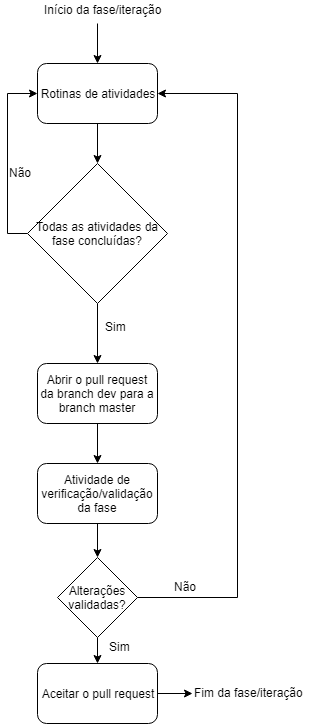 Início da fase/iteração
Rotinas de atividades
Não
Todas as atividades da
fase concluídas?
Sim
Abrir o pull request
da branch dev para a
branch master
Atividade de
verificação/validação
da fase
Alterações
validadas?
Não
Sim
Aceitar o pull request
Fim da fase/iteração